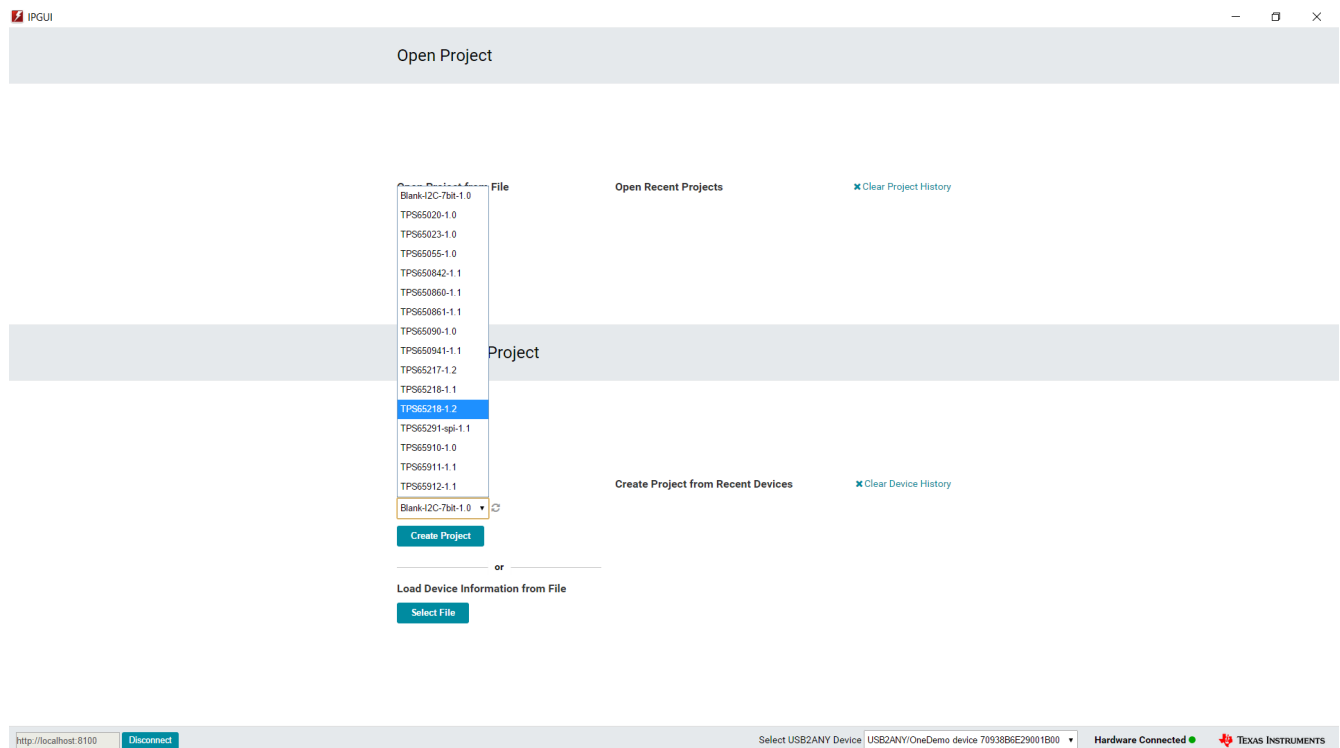 IPGUI
Open Project
Open Project from File
Open Recent Projects
Clear Project History
Blank-I2C-7bit-1.0
TPS65020-1.0
TPS65023-1.0
TPS65055-1.0
TPS650842-1.1
TPS650860-1.1
TPS650861-1.1
TPS65090-1.0
TPS650941-1.1
TPS65217-1.2
TPS65218-1.1
TPS65218-1.2
TPS65291-spi-1.1
TPS65910-1.0
TPS65911-1.1
TPS65912-1.1
Project
Create Project from Recent Devices
Clear Device History
Blank-I2C-7bit-1.0
Create Project
or
Load Device Information from File
Select File
http://localhost:8100
Disconnect
Select USB2ANY Device
USB2ANY/OneDemo device 70938B6E29001B00
Hardware Connected
TEXAS INSTRUMENTS